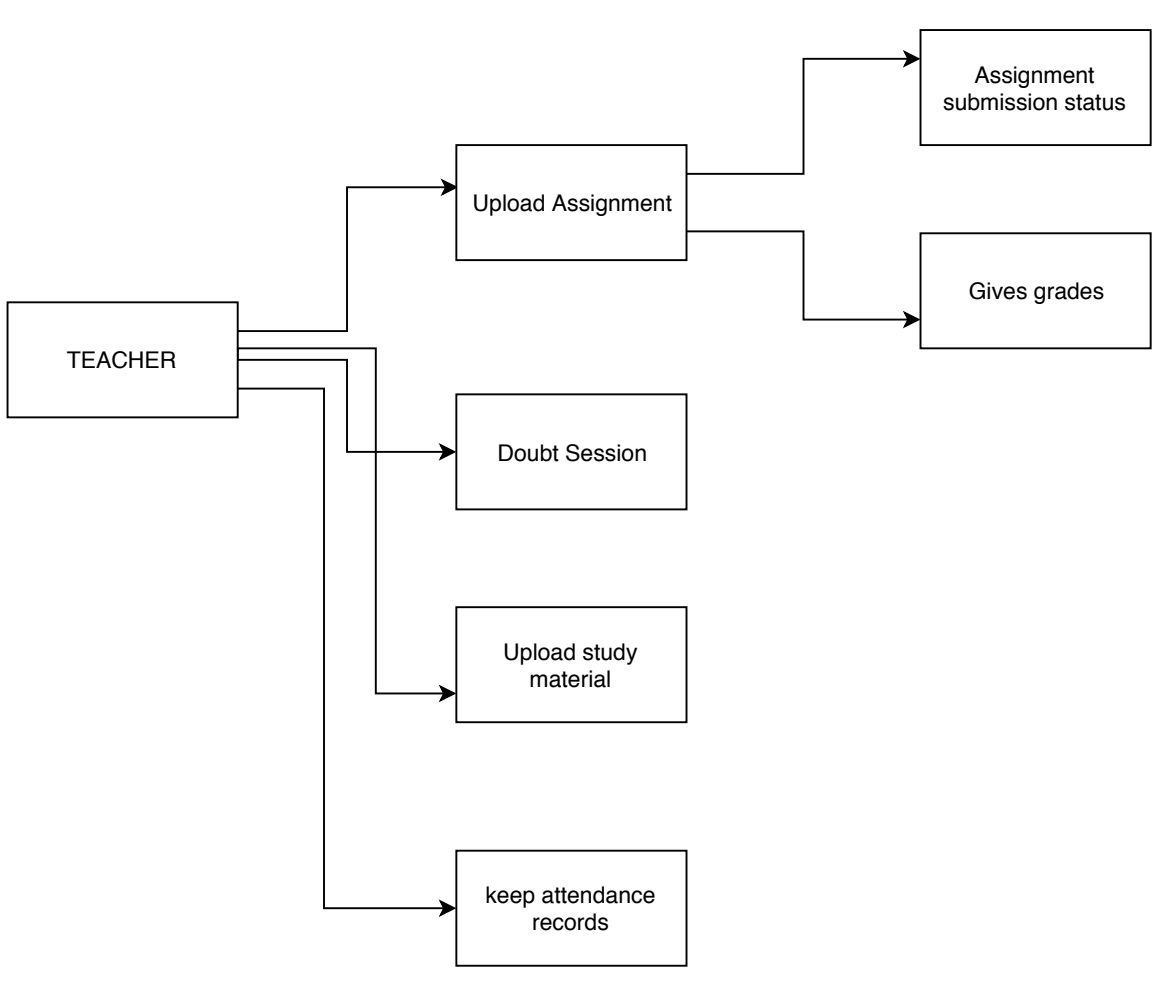 Assignment
submission status
Upload Assignment
Gives grades
TEACHER
Doubt Session
Upload study
material
keep attendance
records